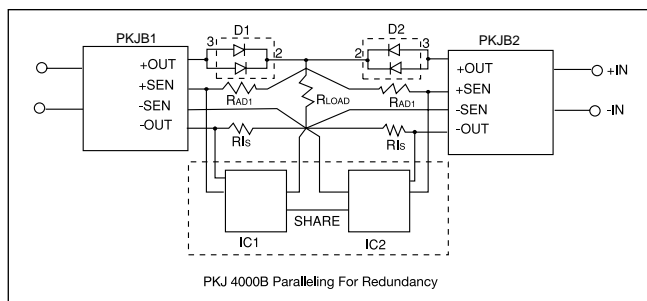 PKJB1
D1
D2
PKJB2
3
2
2
3
+OUT
+SEN
-SEN
-OUT
RAD1
RLOAD
RAD1
+OUT
+SEN
-SEN
-OUT
+IN
-IN
RIS
RIS
SHARE
IC1
IC2
PKJ 4000B Paralleling For Redundancy